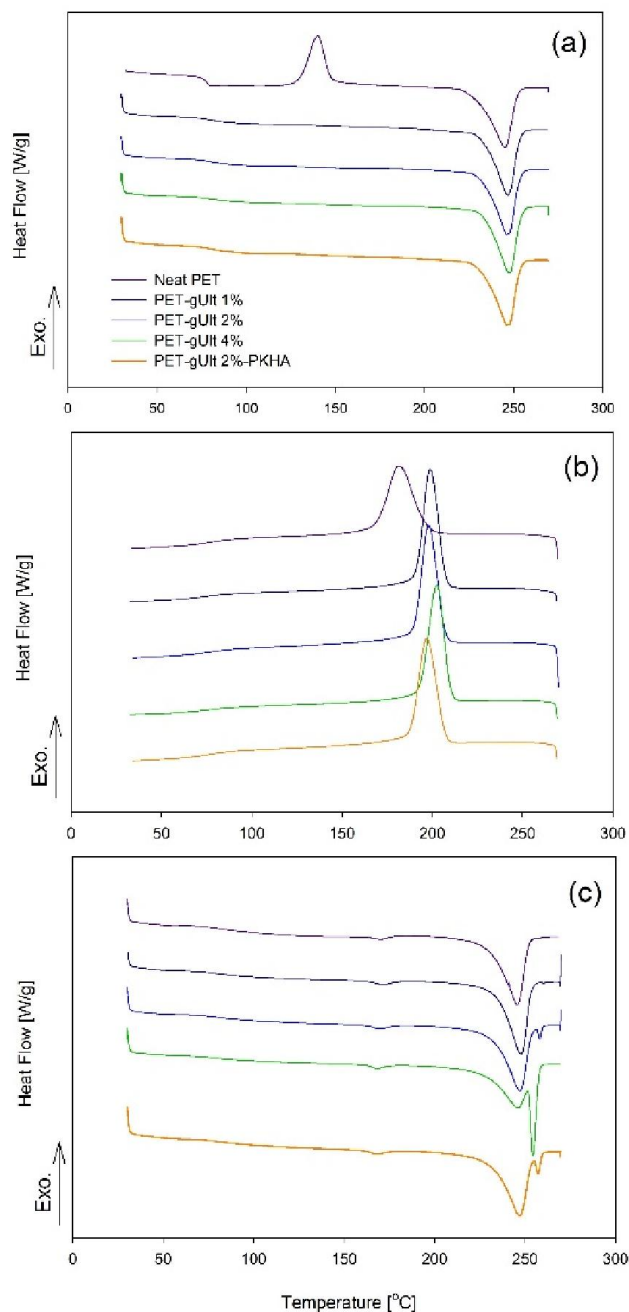 (a)
Heat Flow [W/g]
Exo.
Neat PET
PET-gUlt 1%
PET-gUlt 2%
PET-gUlt 4%
PET-gUlt 2%-PKHA
0 50 100 150 200 250 300
(b)
Heat Flow [W/g]
Exo.
0 50 100 150 200 250 300
(c)
Heat Flow [W/g]
Exo.
0 50 100 150 200 250 300
Temperature [°C]